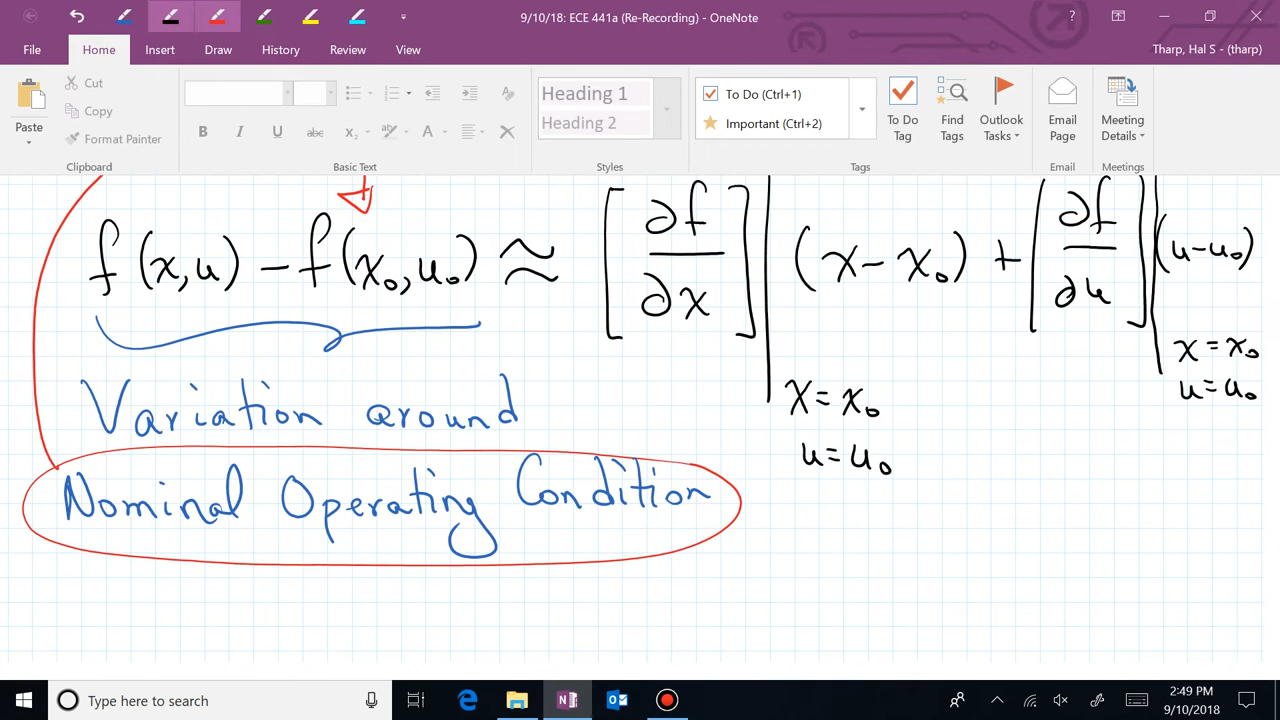 9/10/18: ECE 441a (Re-Recording) - OneNote
File Home Insert Draw History Review View
Tharp, Hal S - (tharp)
Paste
Cut
Copy
Format Painter
Clipboard
B I U abc x₂ A
Basic Text
Heading 1
Heading 2
Styles
To Do (Ctrl+1)
Important (Ctrl+2)
To Do Tag
Find Tags
Outlook Tasks
Tags
Email Page
Email
Meeting Details
Meetings
f(x,u) - f(x₀,u₀) ≈ [∂f/∂x] | (x-x₀) + [∂f/∂u] | (u-u₀)
x = x₀
u = u₀
x = x₀
u = u₀
Variation around
Nominal Operating Condition
Type here to search
2:49 PM
9/10/2018